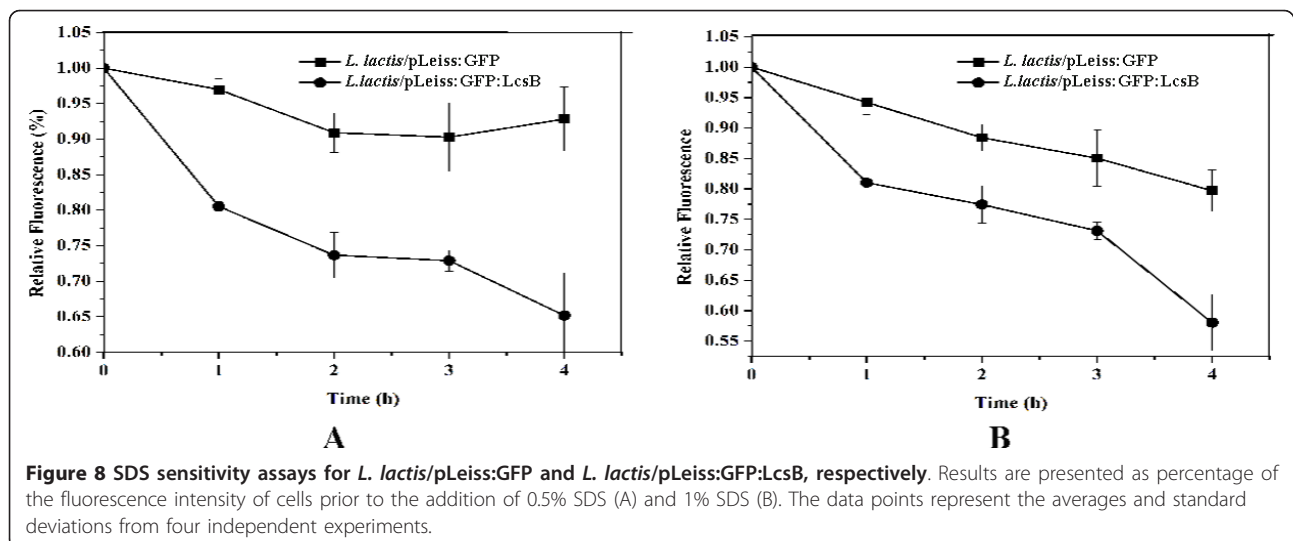 1.05
1.00
0.95
0.90
0.85
0.80
0.75
0.70
0.65
0.60
Relative Fluorescence (%)
L. lactis/pLeiss:GFP
L.lactis/pLeiss:GFP:LcsB
0 1 2 3 4
Time (h)
A
1.05
1.00
0.95
0.90
0.85
0.80
0.75
0.70
0.65
0.60
0.55
Relative Fluorescence
L. lactis/pLeiss:GFP
L.lactis/pLeiss:GFP:LcsB
0 1 2 3 4
Time (h)
B
Figure 8 SDS sensitivity assays for L. lactis/pLeiss:GFP and L. lactis/pLeiss:GFP:LcsB, respectively. Results are presented as percentage of
the fluorescence intensity of cells prior to the addition of 0.5% SDS (A) and 1% SDS (B). The data points represent the averages and standard
deviations from four independent experiments.